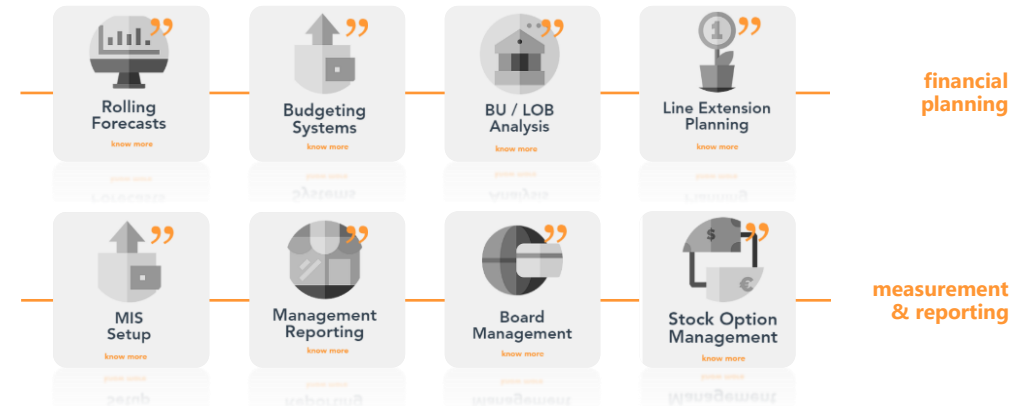 Rolling
Forecasts
know more
Budgeting
Systems
know more
BU / LOB
Analysis
know more
1
Line Extension
Planning
know more
financial
planning
MIS
Setup
know more
Management
Reporting
know more
Board
Management
know more
$
€
Stock Option
Management
know more
measurement
& reporting